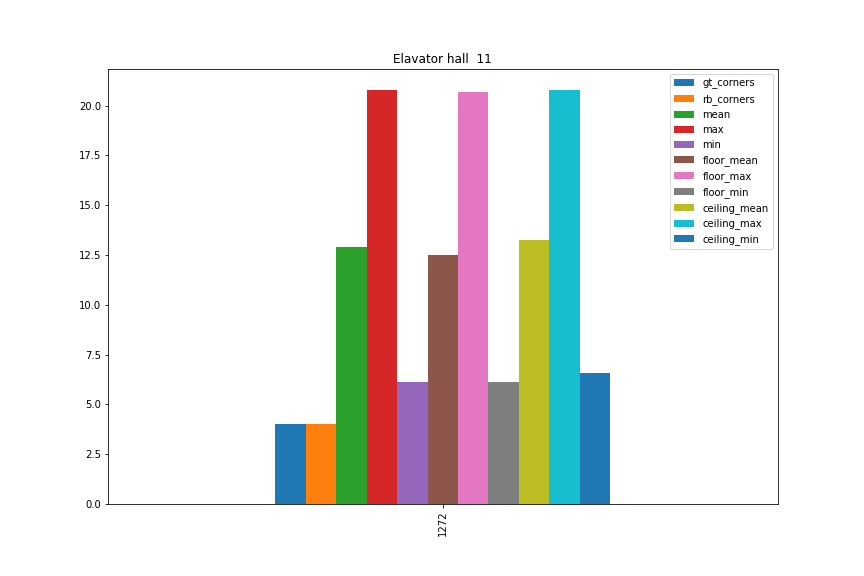 Elavator hall  11
gt_corners
rb_corners
mean
max
min
floor_mean
floor_max
floor_min
ceiling_mean
ceiling_max
ceiling_min
20.0
17.5
15.0
12.5
10.0
7.5
5.0
2.5
0.0
1272